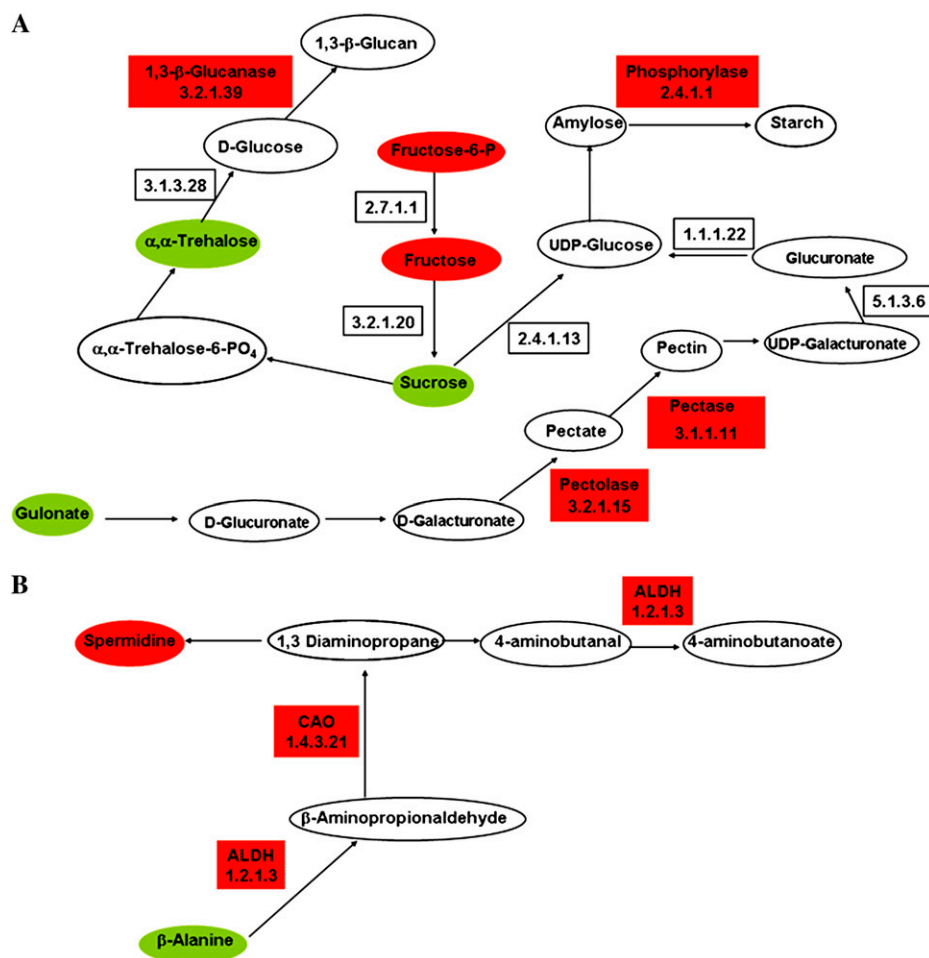 A
1,3-β-Glucan
1,3-β-Glucanase
3.2.1.39
Phosphorylase
2.4.1.1
Amylose
Starch
D-Glucose
Fructose-6-P
3.1.3.28
2.7.1.1
α,α-Trehalose
UDP-Glucose
1.1.1.22
Glucuronate
Fructose
5.1.3.6
3.2.1.20
2.4.1.13
α,α-Trehalose-6-PO₄
Pectin
UDP-Galacturonate
Sucrose
Pectase
3.1.1.11
Pectate
Pectolase
3.2.1.15
Gulonate
D-Glucuronate
D-Galacturonate
B
ALDH
1.2.1.3
Spermidine
1,3 Diaminopropane
4-aminobutanal
4-aminobutanoate
CAO
1.4.3.21
β-Aminopropionaldehyde
ALDH
1.2.1.3
β-Alanine